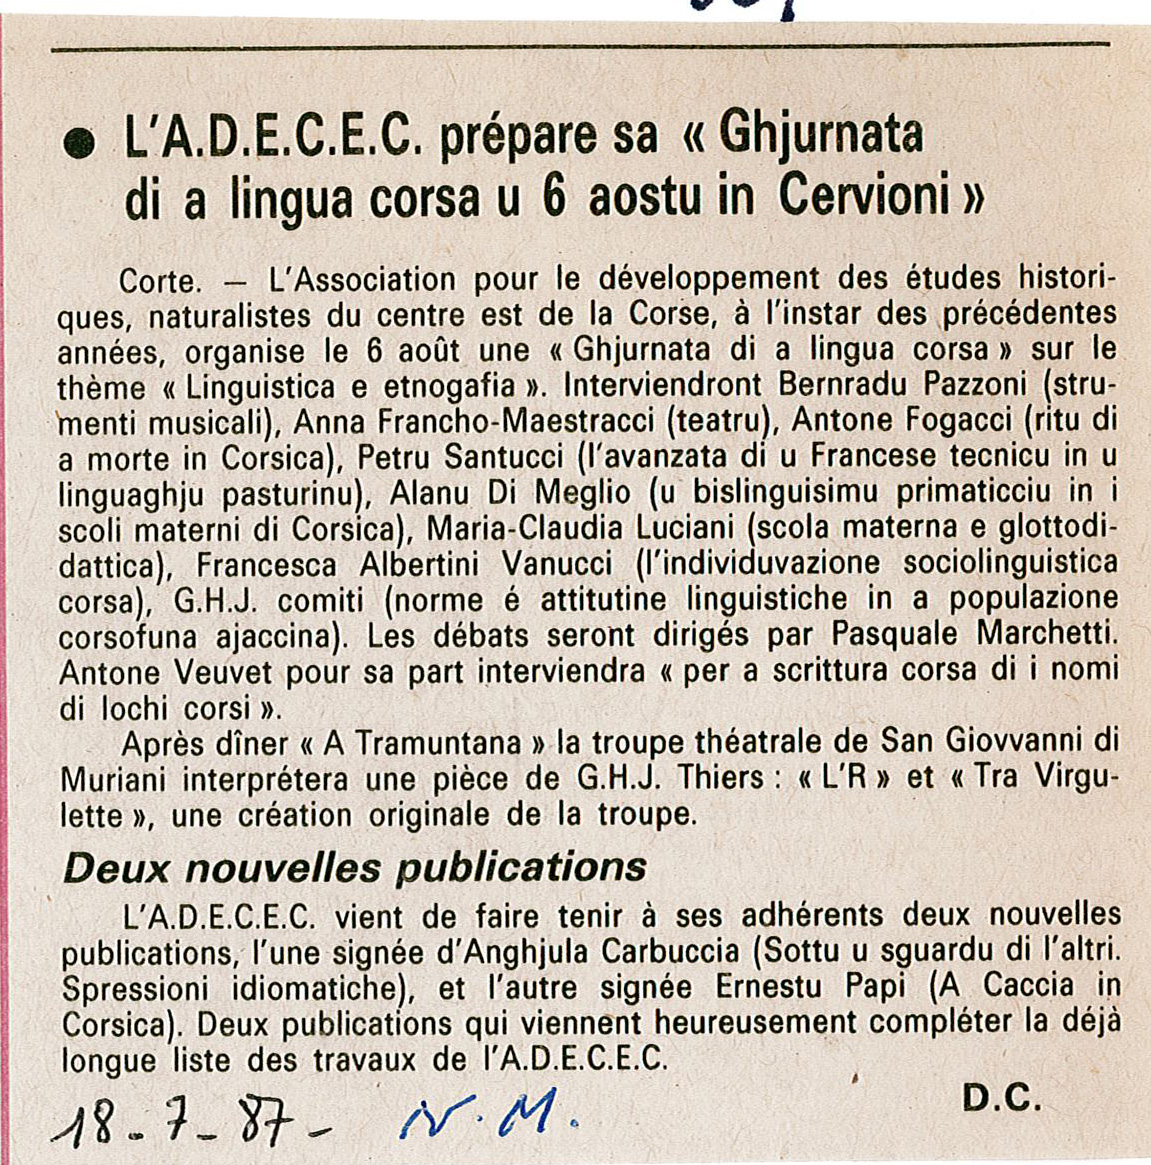 ● L'A.D.E.C.E.C. prépare sa « Ghjurnata
di a lingua corsa u 6 aostu in Cervioni »
Corte. — L'Association pour le développement des études histori-
ques, naturalistes du centre est de la Corse, à l'instar des précédentes
années, organise le 6 août une « Ghjurnata di a lingua corsa » sur le
thème « Linguistica e etnogafia ». Interviendront Bernradu Pazzoni (stru-
menti musicali), Anna Francho-Maestracci (teatru), Antone Fogacci (ritu di
a morte in Corsica), Petru Santucci (l'avanzata di u Francese tecnicu in u
linguaghju pasturinu), Alanu Di Meglio (u bislinguisimu primaticciu in i
scoli materni di Corsica), Maria-Claudia Luciani (scola materna e glottodi-
dattica), Francesca Albertini Vanucci (l'individuvazione sociolinguistica
corsa), G.H.J. comiti (norme é attitutine linguistiche in a populazione
corsofuna ajaccina). Les débats seront dirigés par Pasquale Marchetti.
Antone Veuvet pour sa part interviendra « per a scrittura corsa di i nomi
di lochi corsi ».
Après dîner « A Tramuntana » la troupe théatrale de San Giovvanni di
Muriani interprétera une pièce de G.H.J. Thiers : « L'R » et « Tra Virgu-
lette », une création originale de la troupe.
Deux nouvelles publications
L'A.D.E.C.E.C. vient de faire tenir à ses adhérents deux nouvelles
publications, l'une signée d'Anghjula Carbuccia (Sottu u sguardu di l'altri.
Spressioni idiomatiche), et l'autre signée Ernestu Papi (A Caccia in
Corsica). Deux publications qui viennent heureusement compléter la déjà
longue liste des travaux de l'A.D.E.C.E.C.
D.C.
18-7-87- N.M.